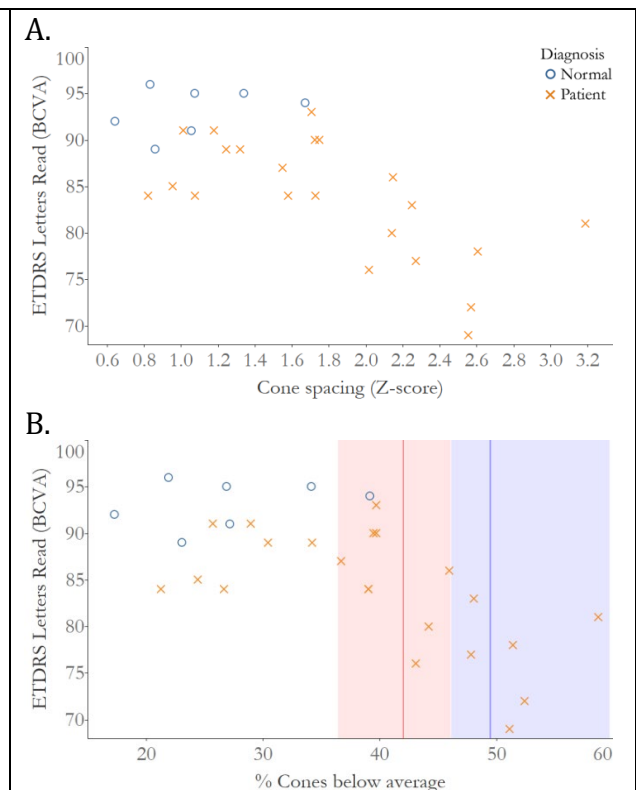 A.
100
95
90
85
80
75
70
ETDRS Letters Read (BCVA)
Diagnosis
Normal
Patient
0.6 0.8 1.0 1.2 1.4 1.6 1.8 2.0 2.2 2.4 2.6 2.8 3.0 3.2
Cone spacing (Z-score)
B.
100
95
90
85
80
75
70
ETDRS Letters Read (BCVA)
20 30 40 50 60
% Cones below average